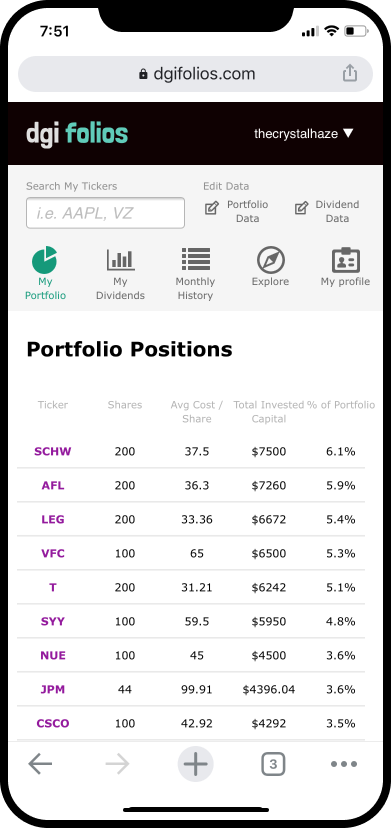 7:51
dgifolios.com
dgi folios
thecrystalhaze ▼
Search My Tickers
Edit Data
i.e. AAPL, VZ
Portfolio Data
Dividend Data
My Portfolio
My Dividends
Monthly History
Explore
My profile
Portfolio Positions
Ticker Shares Avg Cost / Share Total Invested Capital % of Portfolio
SCHW 200 37.5 $7500 6.1%
AFL 200 36.3 $7260 5.9%
LEG 200 33.36 $6672 5.4%
VFC 100 65 $6500 5.3%
T 200 31.21 $6242 5.1%
SYY 100 59.5 $5950 4.8%
NUE 100 45 $4500 3.6%
JPM 44 99.91 $4396.04 3.6%
CSCO 100 42.92 $4292 3.5%
3